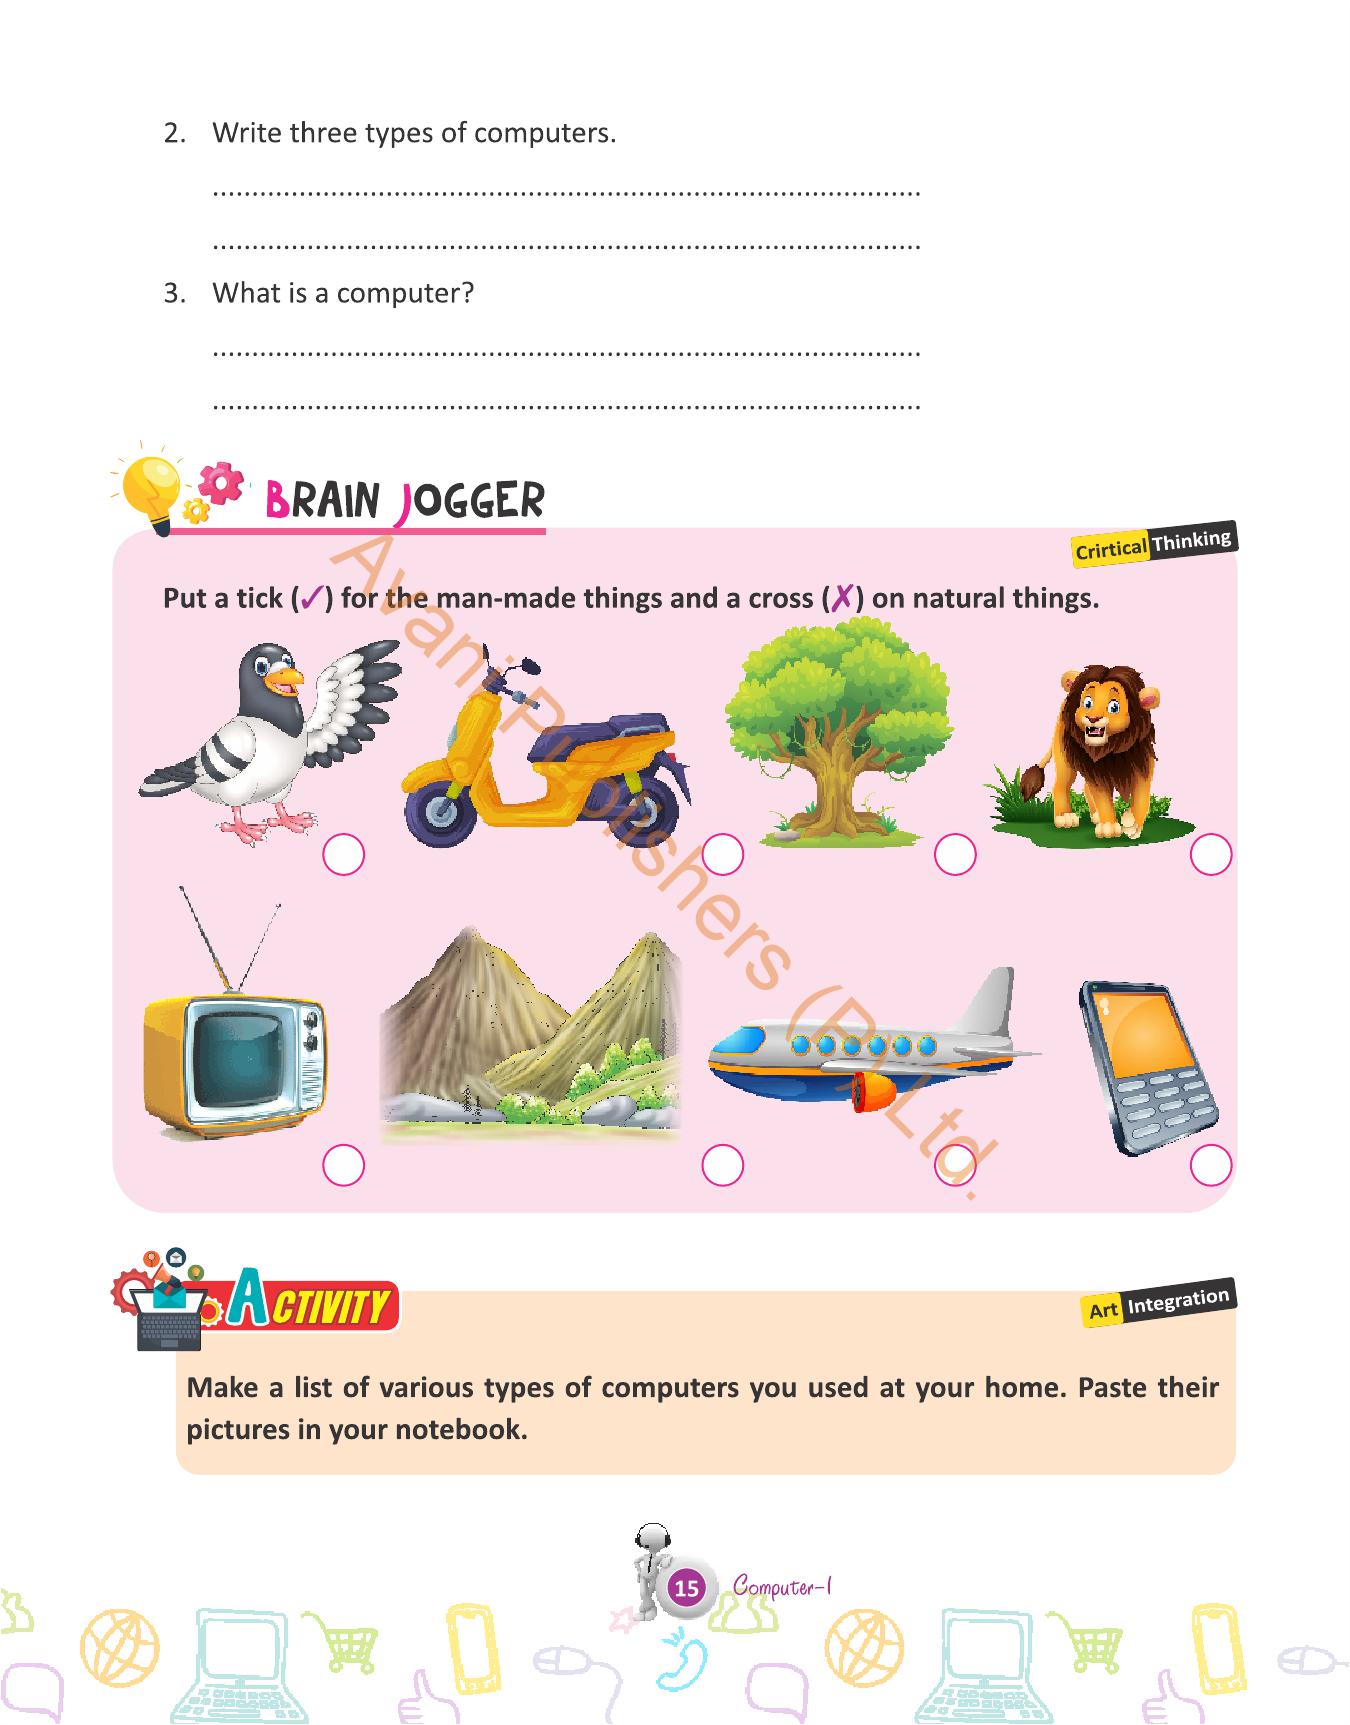 2. Write three types of computers.
................................................................................................
................................................................................................
3. What is a computer?
................................................................................................
................................................................................................
BRAIN JOGGER
Crirtical Thinking
Put a tick (✓) for the man-made things and a cross (✗) on natural things.
Avani Publishers (P) Ltd.
ACTIVITY
Art Integration
Make a list of various types of computers you used at your home. Paste their
pictures in your notebook.
15 Computer-1